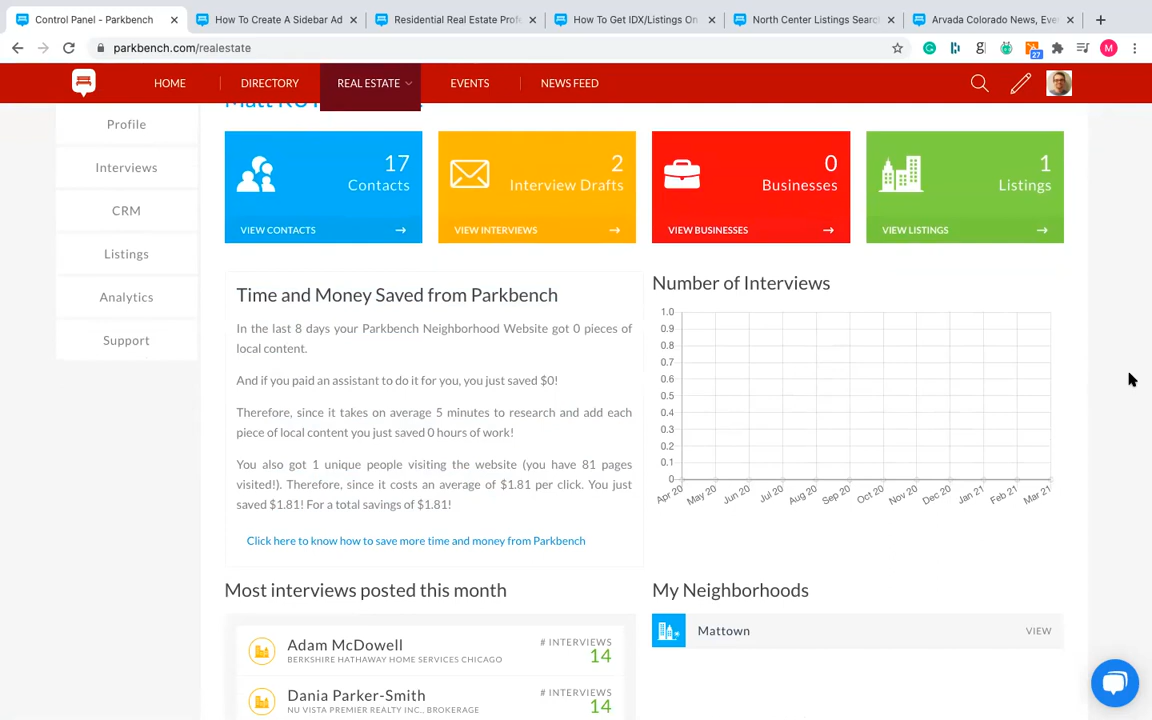 Control Panel - Parkbench
How To Create A Sidebar Ad
Residential Real Estate Profe
How To Get IDX/Listings On
North Center Listings Search
Arvada Colorado News, Eve
parkbench.com/realestate
27
M
HOME
DIRECTORY
REAL ESTATE
EVENTS
NEWS FEED
Profile
Interviews
CRM
Listings
Analytics
Support
17
Contacts
VIEW CONTACTS
2
Interview Drafts
VIEW INTERVIEWS
0
Businesses
VIEW BUSINESSES
1
Listings
VIEW LISTINGS
Time and Money Saved from Parkbench
In the last 8 days your Parkbench Neighborhood Website got 0 pieces of
local content.
And if you paid an assistant to do it for you, you just saved $0!
Therefore, since it takes on average 5 minutes to research and add each
piece of local content you just saved 0 hours of work!
You also got 1 unique people visiting the website (you have 81 pages
visited!). Therefore, since it costs an average of $1.81 per click. You just
saved $1.81! For a total savings of $1.81!
Click here to know how to save more time and money from Parkbench
Number of Interviews
1.0
0.9
0.8
0.7
0.6
0.5
0.4
0.3
0.2
0.1
0
Apr 20 May 20 Jun 20 Jul 20 Aug 20 Sep 20 Oct 20 Nov 20 Dec 20 Jan 21 Feb 21 Mar 21
Most interviews posted this month
Adam McDowell
BERKSHIRE HATHAWAY HOME SERVICES CHICAGO
# INTERVIEWS
14
Dania Parker-Smith
NU VISTA PREMIER REALTY INC., BROKERAGE
# INTERVIEWS
14
My Neighborhoods
Mattown
VIEW